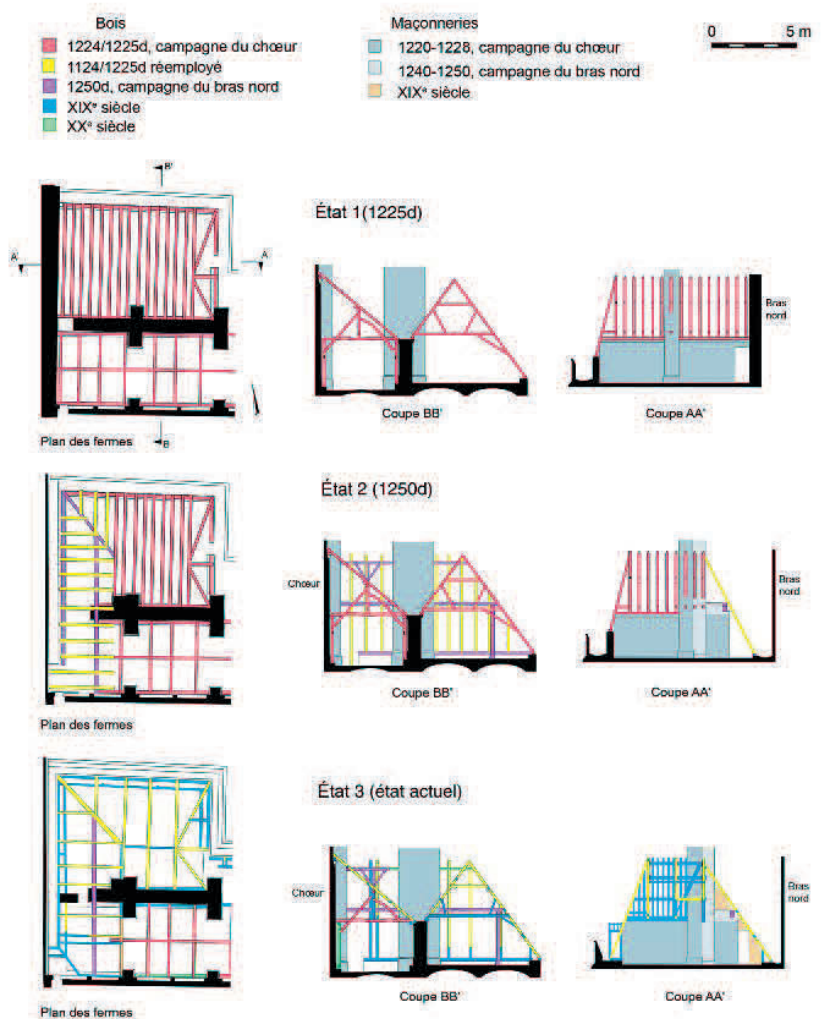 Bois
1224/1225d, campagne du chœur
1124/1225d réemployé
1250d, campagne du bras nord
XIXᵉ siècle
XXᵉ siècle
Maçonneries
1220-1228, campagne du chœur
1240-1250, campagne du bras nord
XIXᵉ siècle
0 5 m
B'
A'
A
B
Plan des fermes
État 1(1225d)
Coupe BB'
Bras
nord
Coupe AA'
Plan des fermes
État 2 (1250d)
Chœur
Coupe BB'
Bras
nord
Coupe AA'
Plan des fermes
État 3 (état actuel)
Chœur
Coupe BB'
Bras
nord
Coupe AA'